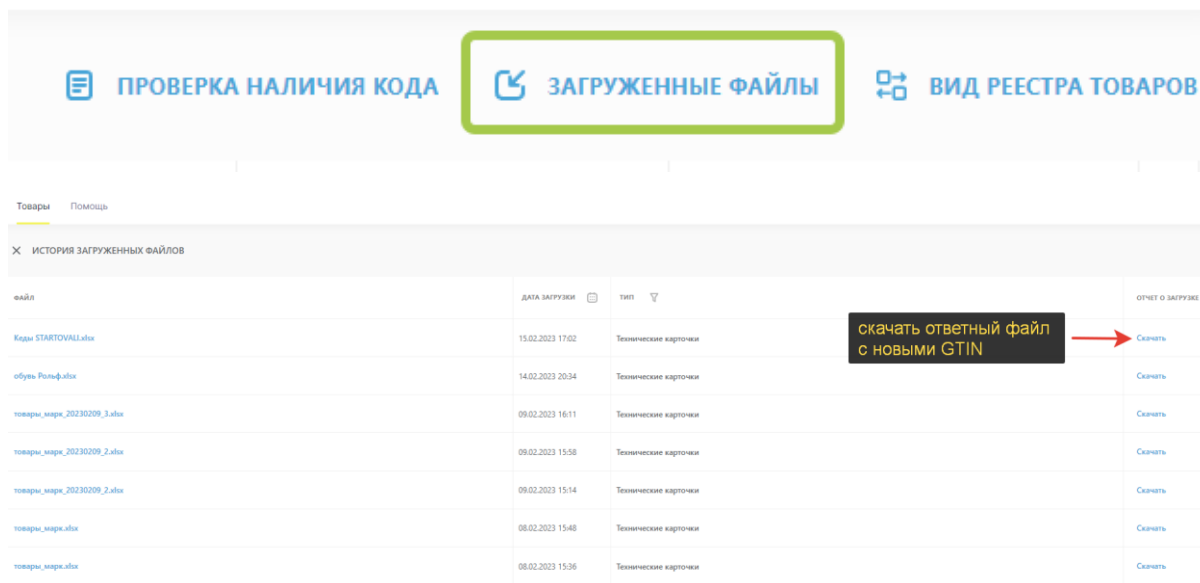 ПРОВЕРКА НАЛИЧИЯ КОДА ЗАГРУЖЕННЫЕ ФАЙЛЫ ВИД РЕЕСТРА ТОВАРОВ
Товары Помощь
ИСТОРИЯ ЗАГРУЖЕННЫХ ФАЙЛОВ
ФАЙЛ ДАТА ЗАГРУЗКИ ТИП ОТЧЕТ О ЗАГРУЗКЕ
скачать ответный файл
с новыми GTIN
Кеды STARTOVALI.xlsx 15.02.2023 17:02 Технические карточки Скачать
обувь Рольф.xlsx 14.02.2023 20:34 Технические карточки Скачать
товары_марк_20230209_3.xlsx 09.02.2023 16:11 Технические карточки Скачать
товары_марк_20230209_2.xlsx 09.02.2023 15:58 Технические карточки Скачать
товары_марк_20230209_2.xlsx 09.02.2023 15:14 Технические карточки Скачать
товары_марк.xlsx 08.02.2023 15:48 Технические карточки Скачать
товары_марк.xlsx 08.02.2023 15:36 Технические карточки Скачать